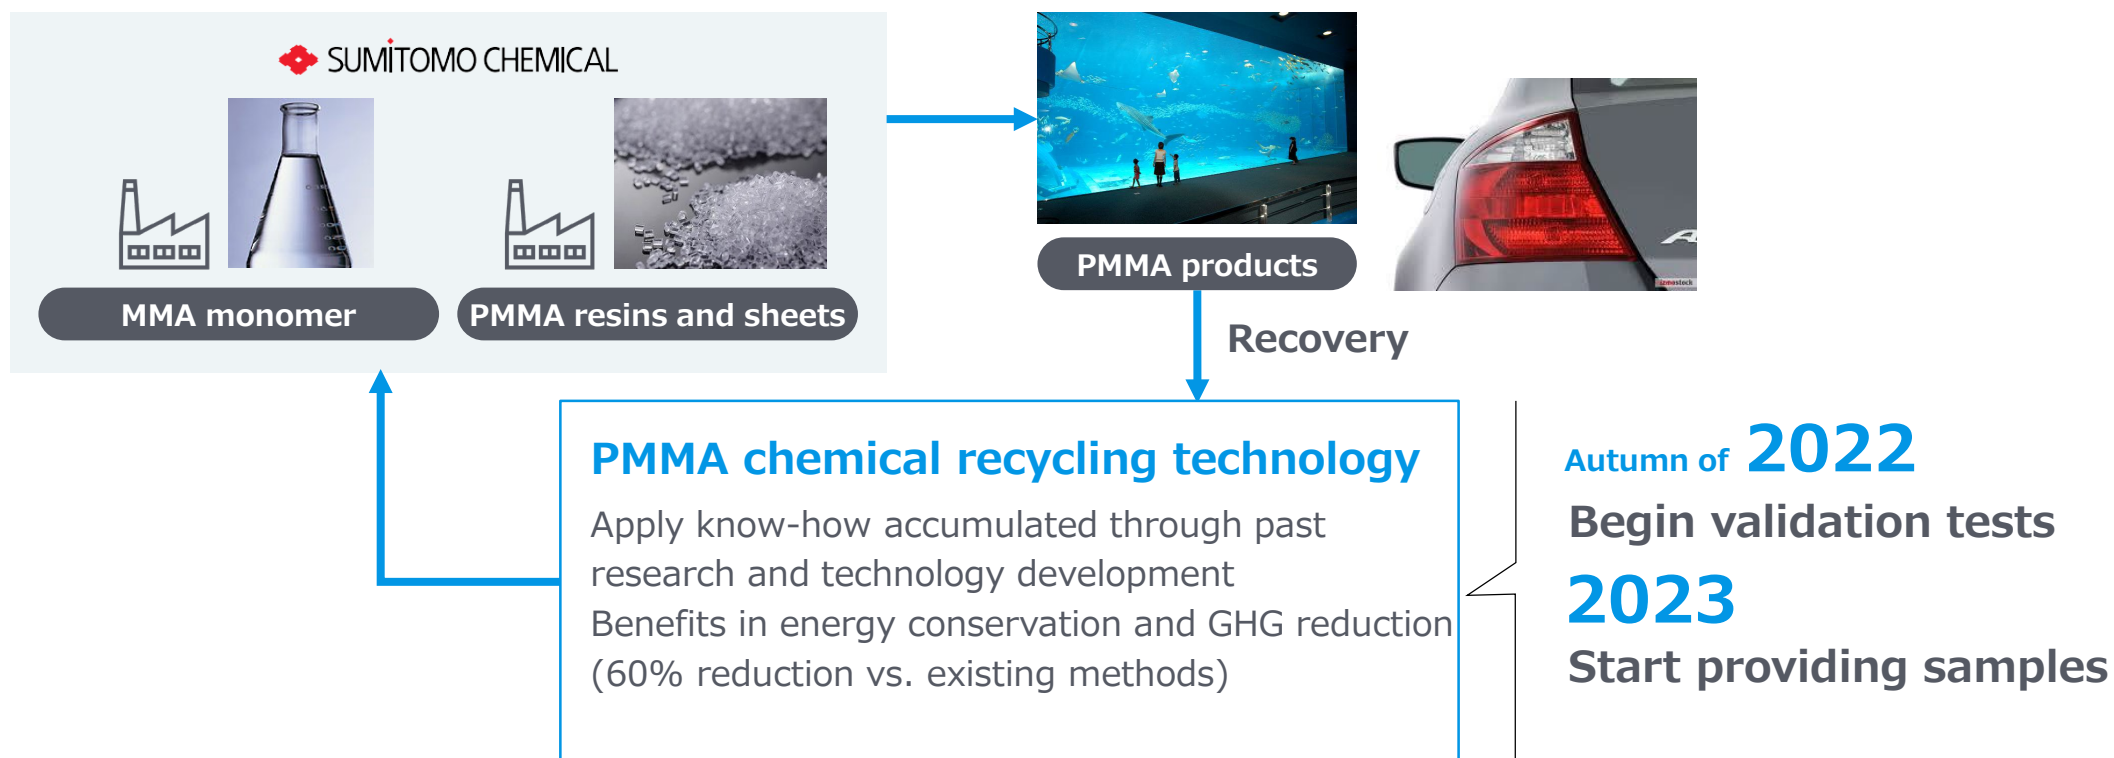 SUMITOMO CHEMICAL
MMA monomer
PMMA resins and sheets
PMMA products
izmostock
Recovery
PMMA chemical recycling technology
Apply know-how accumulated through past
research and technology development
Benefits in energy conservation and GHG reduction
(60% reduction vs. existing methods)
Autumn of 2022
Begin validation tests
2023
Start providing samples